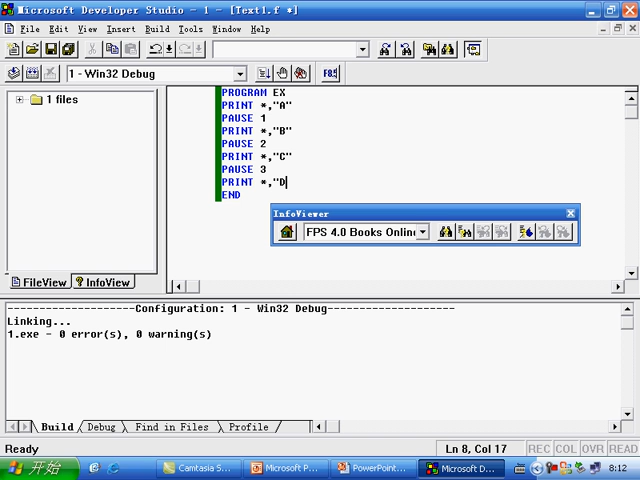 Microsoft Developer Studio - 1 - [Text1.f *]
File Edit View Insert Build Tools Window Help
1 - Win32 Debug
F8!
1 files
PROGRAM EX
PRINT *,"A"
PAUSE 1
PRINT *,"B"
PAUSE 2
PRINT *,"C"
PAUSE 3
PRINT *,"D
END
InfoViewer
FPS 4.0 Books Onlin
FileView InfoView
--------------------Configuration: 1 - Win32 Debug--------------------
Linking...
1.exe - 0 error(s), 0 warning(s)
Build Debug Find in Files Profile
Ready
Ln 8, Col 17
REC COL OVR READ
开始
Camtasia S...
Microsoft P...
PowerPoint...
Microsoft D...
8:12